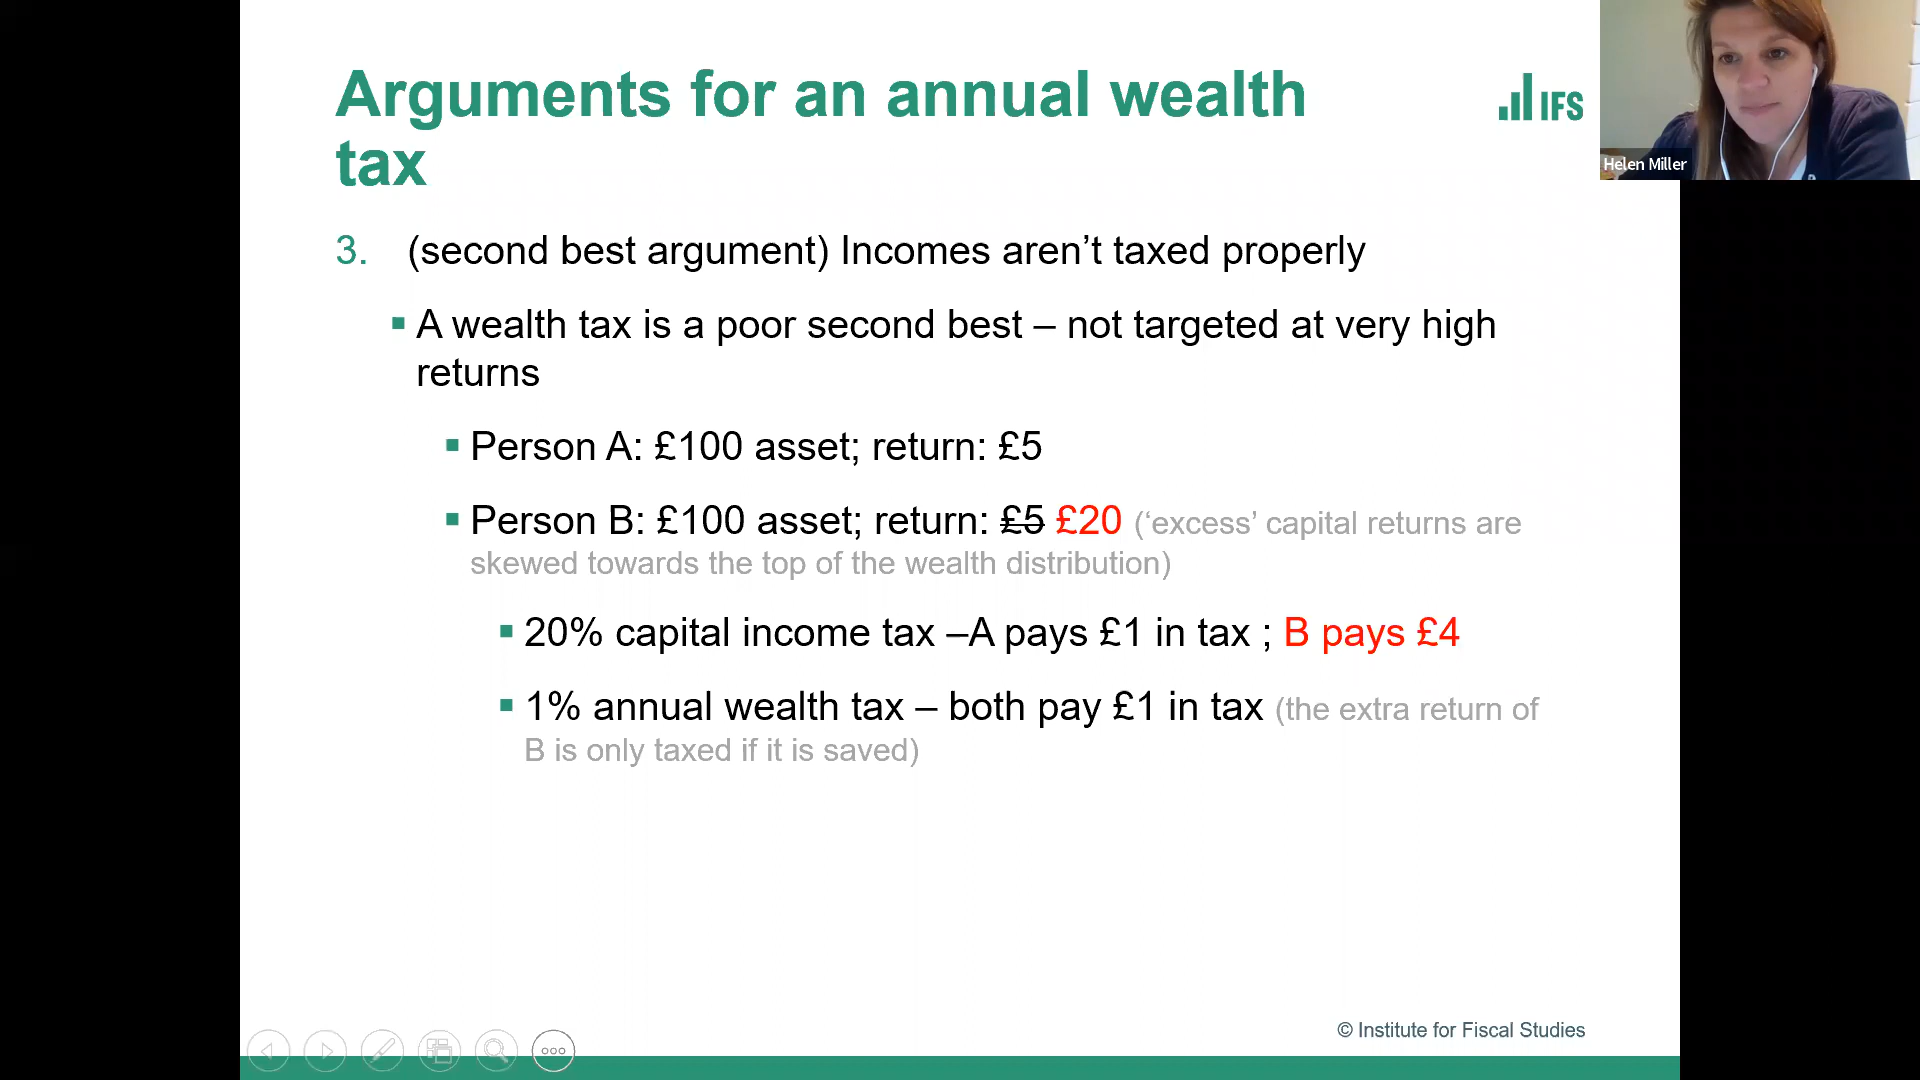 Arguments for an annual wealth
tax
IFS
Helen Miller
3. (second best argument) Incomes aren’t taxed properly
▪ A wealth tax is a poor second best – not targeted at very high
returns
▪ Person A: £100 asset; return: £5
▪ Person B: £100 asset; return: £5 £20 (‘excess’ capital returns are
skewed towards the top of the wealth distribution)
▪ 20% capital income tax –A pays £1 in tax ; B pays £4
▪ 1% annual wealth tax – both pay £1 in tax (the extra return of
B is only taxed if it is saved)
© Institute for Fiscal Studies